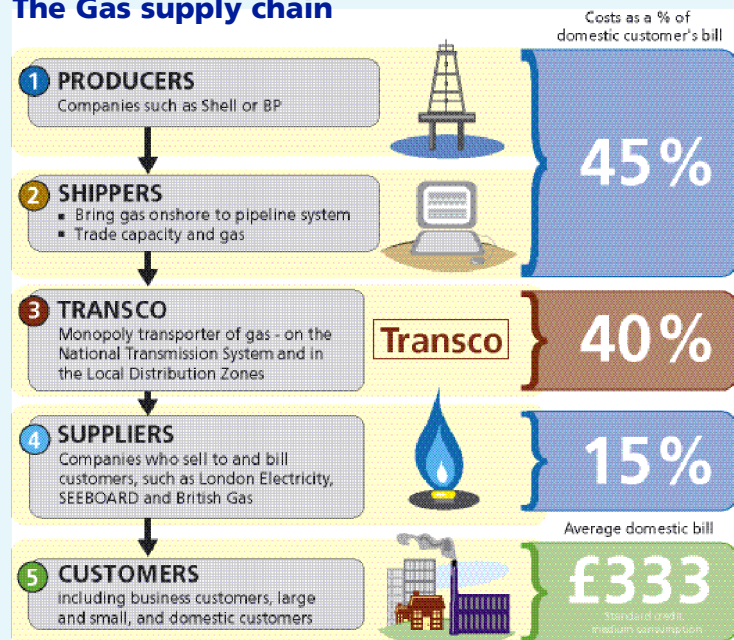 The Gas supply chain
Costs as a % of
domestic customer's bill
1 PRODUCERS
Companies such as Shell or BP
45%
2 SHIPPERS
▪ Bring gas onshore to pipeline system
▪ Trade capacity and gas
3 TRANSCO
Monopoly transporter of gas - on the
National Transmission System and in
the Local Distribution Zones
Transco
40%
4 SUPPLIERS
Companies who sell to and bill
customers, such as London Electricity,
SEEBOARD and British Gas
15%
Average domestic bill
5 CUSTOMERS
including business customers, large
and small, and domestic customers
£333
Standard credit,
medium consumption